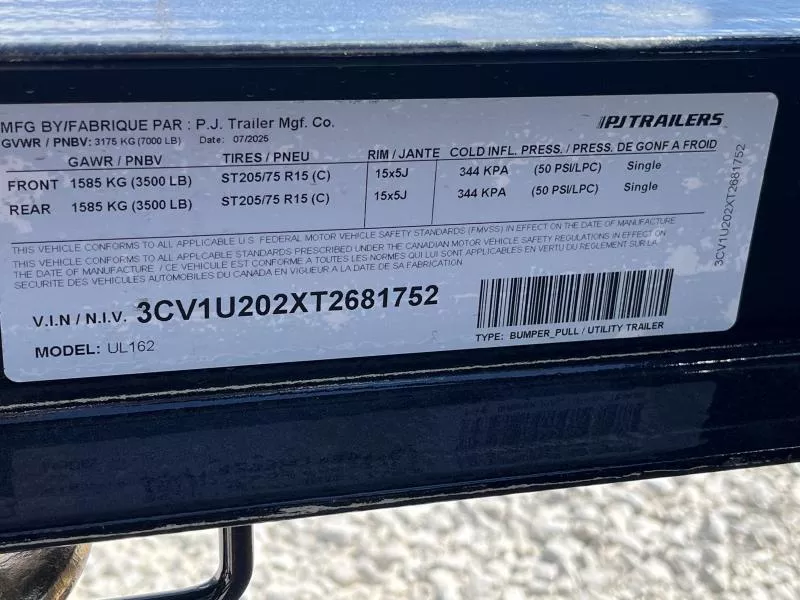 MFG BY/FABRIQUE PAR : P.J. Trailer Mfg. Co.
PJTRAILERS
GVWR / PNBV: 3175 KG (7000 LB) Date: 07/2025
GAWR / PNBV TIRES / PNEU RIM / JANTE COLD INFL. PRESS. / PRESS. DE GONF A FROID
FRONT 1585 KG (3500 LB) ST205/75 R15 (C) 15x5J 344 KPA (50 PSI/LPC) Single
REAR 1585 KG (3500 LB) ST205/75 R15 (C) 15x5J 344 KPA (50 PSI/LPC) Single
THIS VEHICLE CONFORMS TO ALL APPLICABLE U.S. FEDERAL MOTOR VEHICLE SAFETY STANDARDS (FMVSS) IN EFFECT ON THE DATE OF MANUFACTURE
THIS VEHICLE CONFORMS TO ALL APPLICABLE STANDARDS PRESCRIBED UNDER THE CANADIAN MOTOR VEHICLE SAFETY REGULATIONS IN EFFECT ON
THE DATE OF MANUFACTURE / CE VEHICULE EST CONFORME A TOUTES LES NORMES QUI LUI SONT APPLICABLES EN VERTU DU REGLEMENT SUR LA
SECURITE DES VEHICULES AUTOMOBILES DU CANADA EN VIGUEUR A LA DATE DE SA FABRICATION
V.I.N / N.I.V. 3CV1U202XT2681752
MODEL: UL162
TYPE: BUMPER_PULL / UTILITY TRAILER
3CV1U202XT2681752